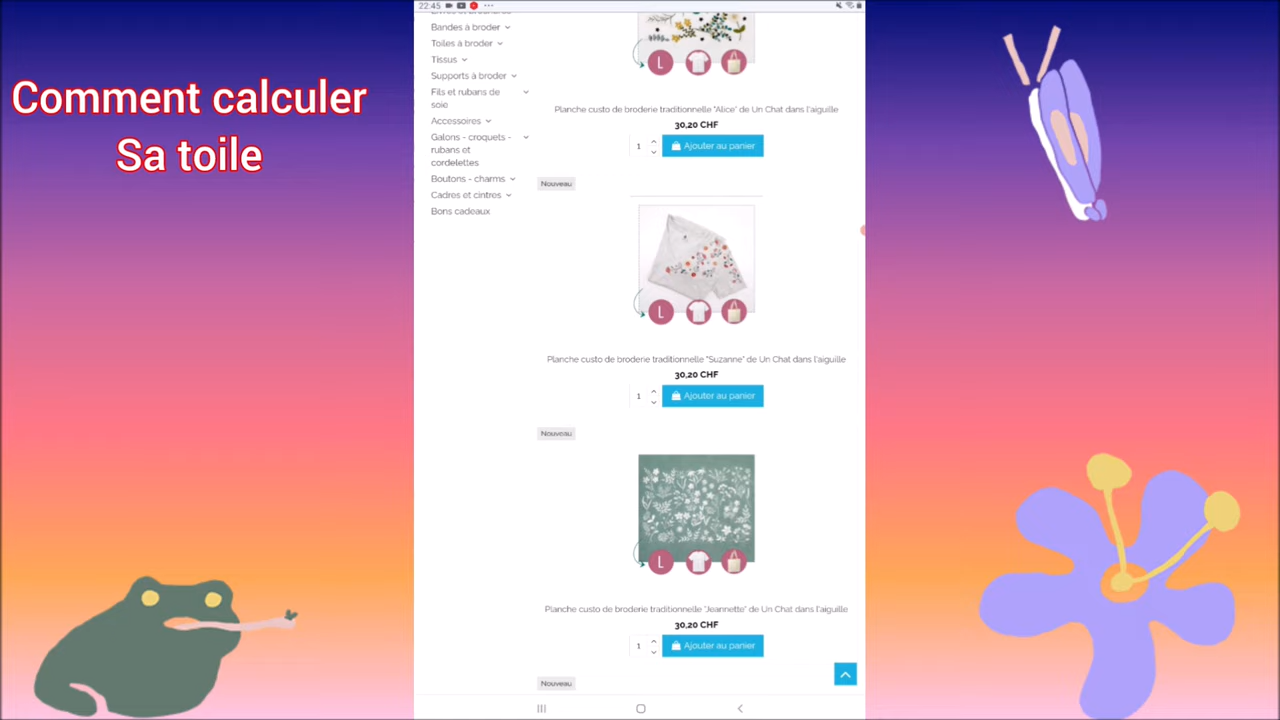 Comment calculer
Sa toile
22:45
Bandes à broder
Toiles à broder
Tissus
Supports à broder
Fils et rubans de
soie
Accessoires
Galons - croquets -
rubans et
cordelettes
Boutons - charms
Cadres et cintres
Bons cadeaux
L
Planche custo de broderie traditionnelle "Alice" de Un Chat dans l'aiguille
30,20 CHF
1 Ajouter au panier
Nouveau
L
Planche custo de broderie traditionnelle "Suzanne" de Un Chat dans l'aiguille
30,20 CHF
1 Ajouter au panier
Nouveau
L
Planche custo de broderie traditionnelle "Jeannette" de Un Chat dans l'aiguille
30,20 CHF
1 Ajouter au panier
Nouveau